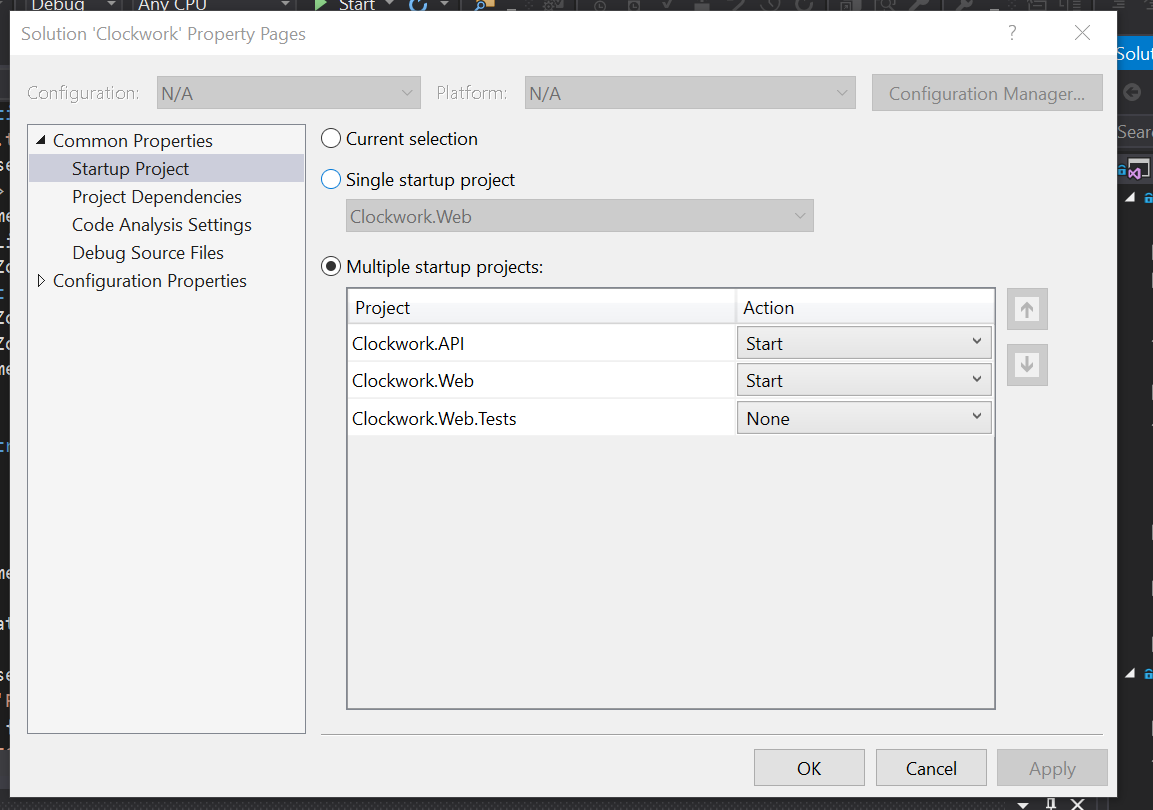 Debug Any CPU Start
Solution 'Clockwork' Property Pages ?
Configuration: N/A Platform: N/A Configuration Manager...
Common Properties
Startup Project
Project Dependencies
Code Analysis Settings
Debug Source Files
Configuration Properties
Current selection
Single startup project
Clockwork.Web
Multiple startup projects:
Project Action
Clockwork.API Start
Clockwork.Web Start
Clockwork.Web.Tests None
OK Cancel Apply